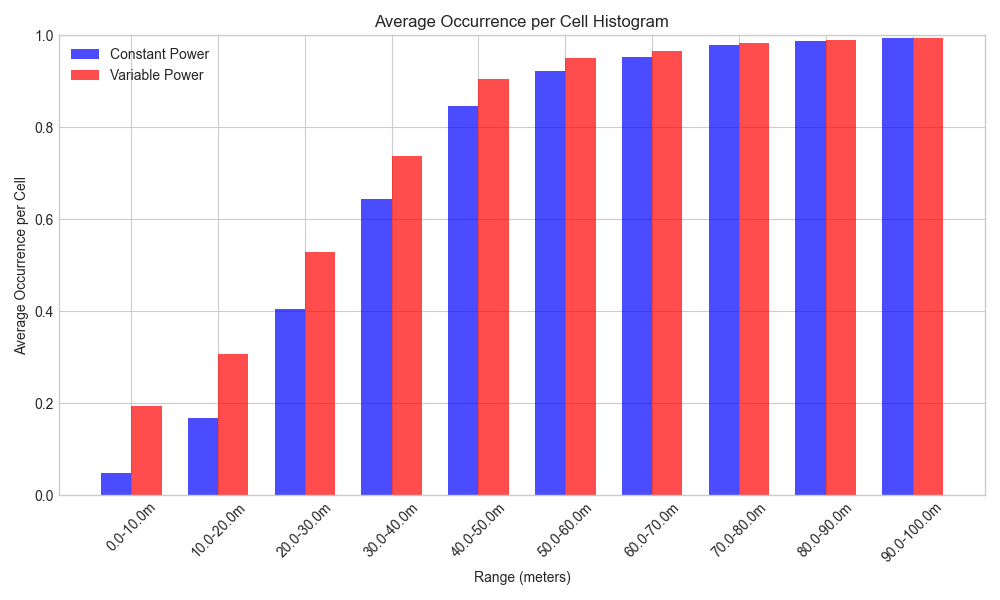 Average Occurrence per Cell Histogram
Constant Power
Variable Power
Average Occurrence per Cell
1.0
0.8
0.6
0.4
0.2
0.0
0.0-10.0m
10.0-20.0m
20.0-30.0m
30.0-40.0m
40.0-50.0m
50.0-60.0m
60.0-70.0m
70.0-80.0m
80.0-90.0m
90.0-100.0m
Range (meters)